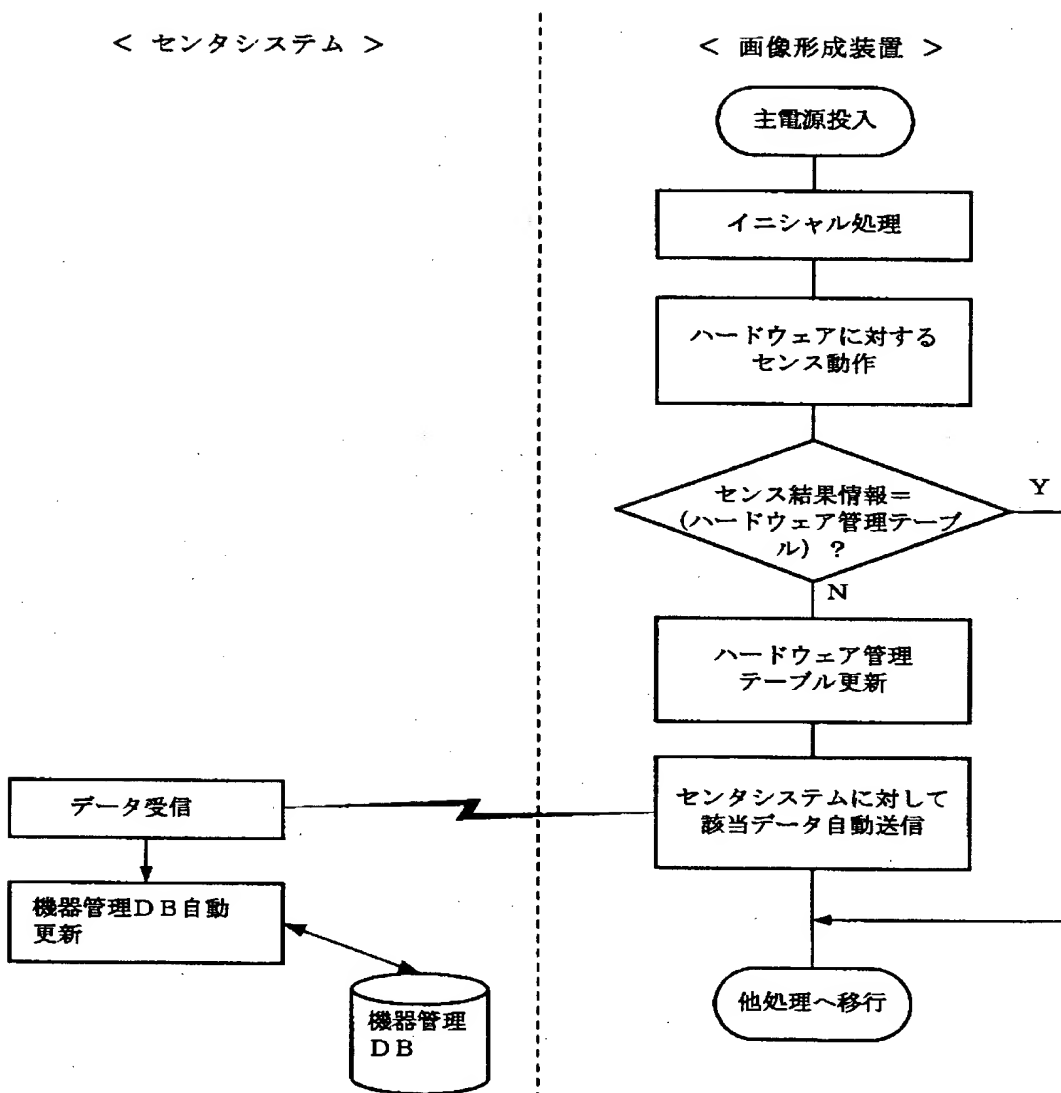 ＜ センタシステム ＞
＜ 画像形成装置 ＞
主電源投入
イニシャル処理
ハードウェアに対する
センス動作
センス結果情報＝
(ハードウェア管理テーブ
ル) ？
Y
N
ハードウェア管理
テーブル更新
センタシステムに対して
該当データ自動送信
データ受信
機器管理ＤＢ自動
更新
機器管理
ＤＢ
他処理へ移行